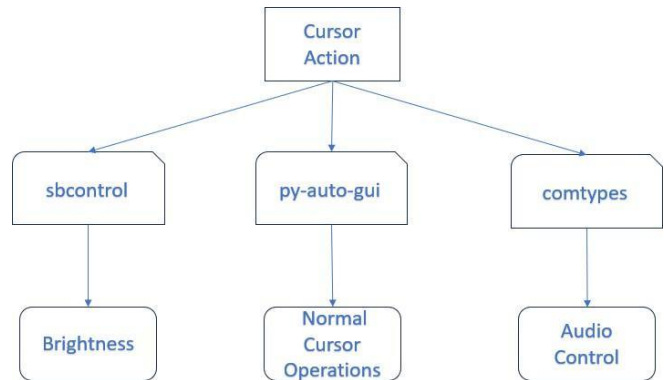 Cursor
Action
sbcontrol
py-auto-gui
comtypes
Brightness
Normal
Cursor
Operations
Audio
Control